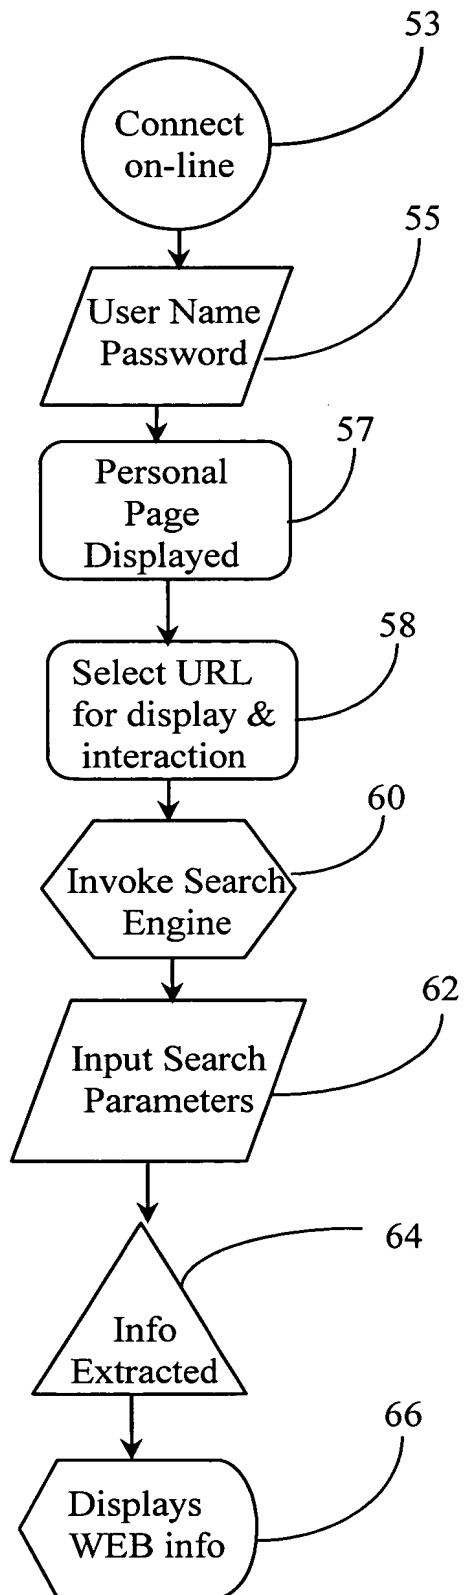 53
Connect
on-line
55
User Name
Password
57
Personal
Page
Displayed
58
Select URL
for display &
interaction
60
Invoke Search
Engine
62
Input Search
Parameters
64
Info
Extracted
66
Displays
WEB info